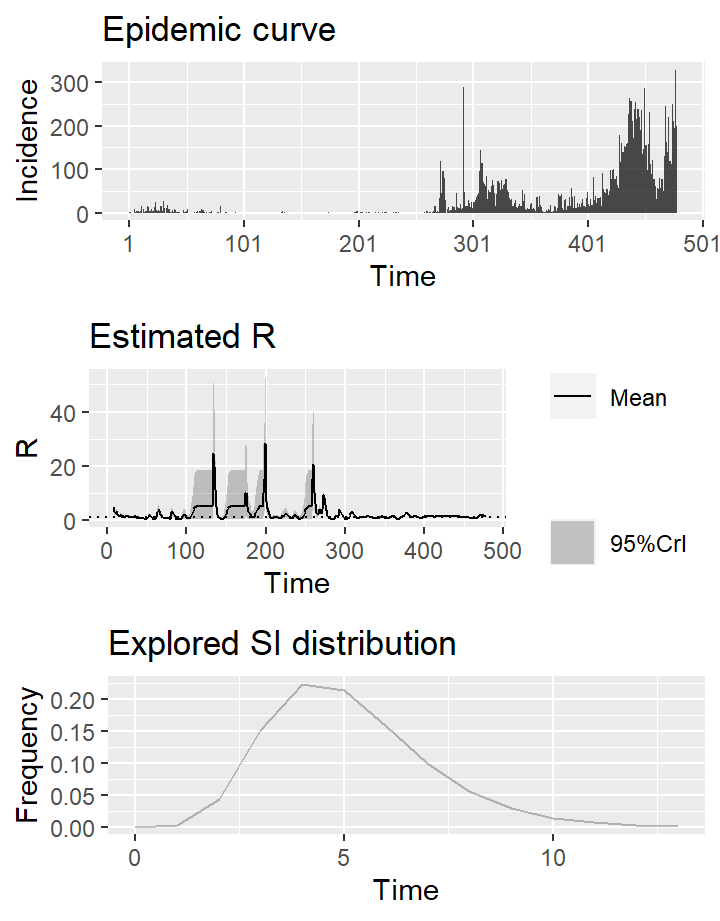 Epidemic curve
Incidence
300
200
100
0
1 101 201 301 401 501
Time
Estimated R
R
40
20
0
0 100 200 300 400 500
Time
Mean
95%CrI
Explored SI distribution
Frequency
0.20
0.15
0.10
0.05
0.00
0 5 10
Time